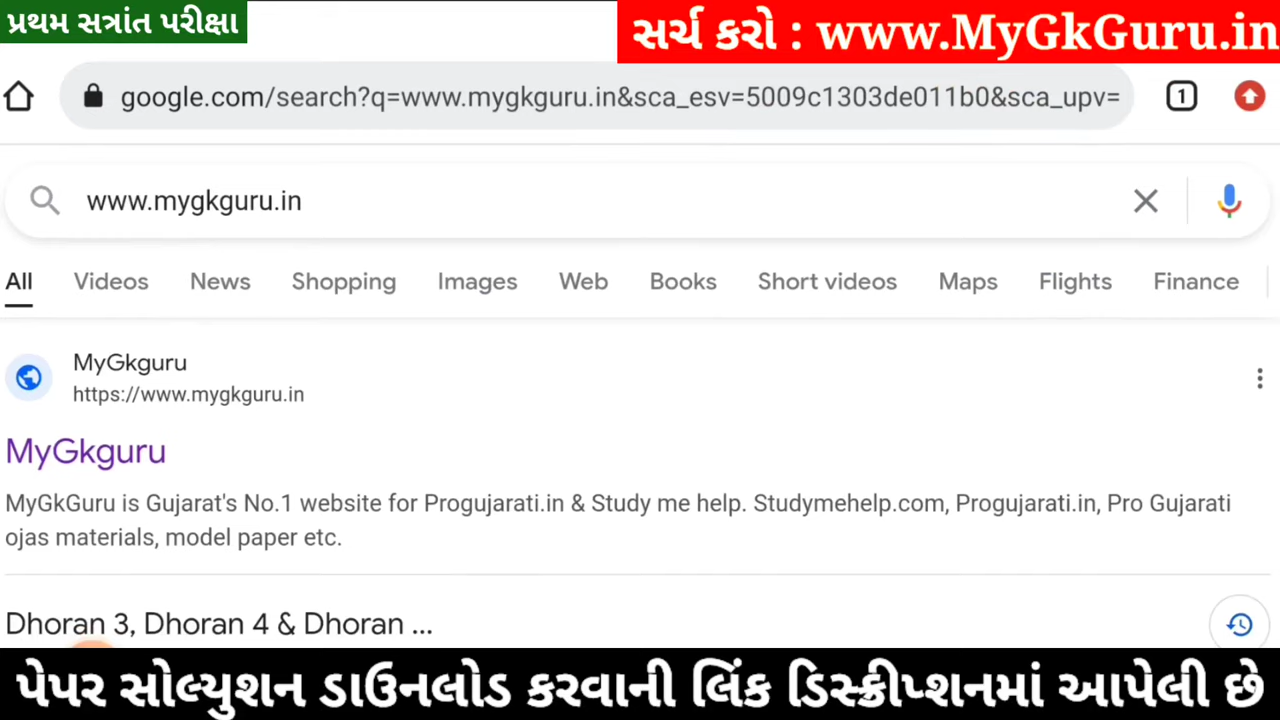 પ્રથમ સત્રાંત પરીક્ષા
સર્ચ કરો : www.MyGkGuru.in
google.com/search?q=www.mygkguru.in&sca_esv=5009c1303de011b0&sca_upv=
1
www.mygkguru.in
All Videos News Shopping Images Web Books Short videos Maps Flights Finance
MyGkguru
https://www.mygkguru.in
MyGkguru
MyGkGuru is Gujarat's No.1 website for Progujarati.in & Study me help. Studymehelp.com, Progujarati.in, Pro Gujarati
ojas materials, model paper etc.
Dhoran 3, Dhoran 4 & Dhoran ...
પેપર સોલ્યુશન ડાઉનલોડ કરવાની લિંક ડિસ્ક્રીપ્શનમાં આપેલી છે